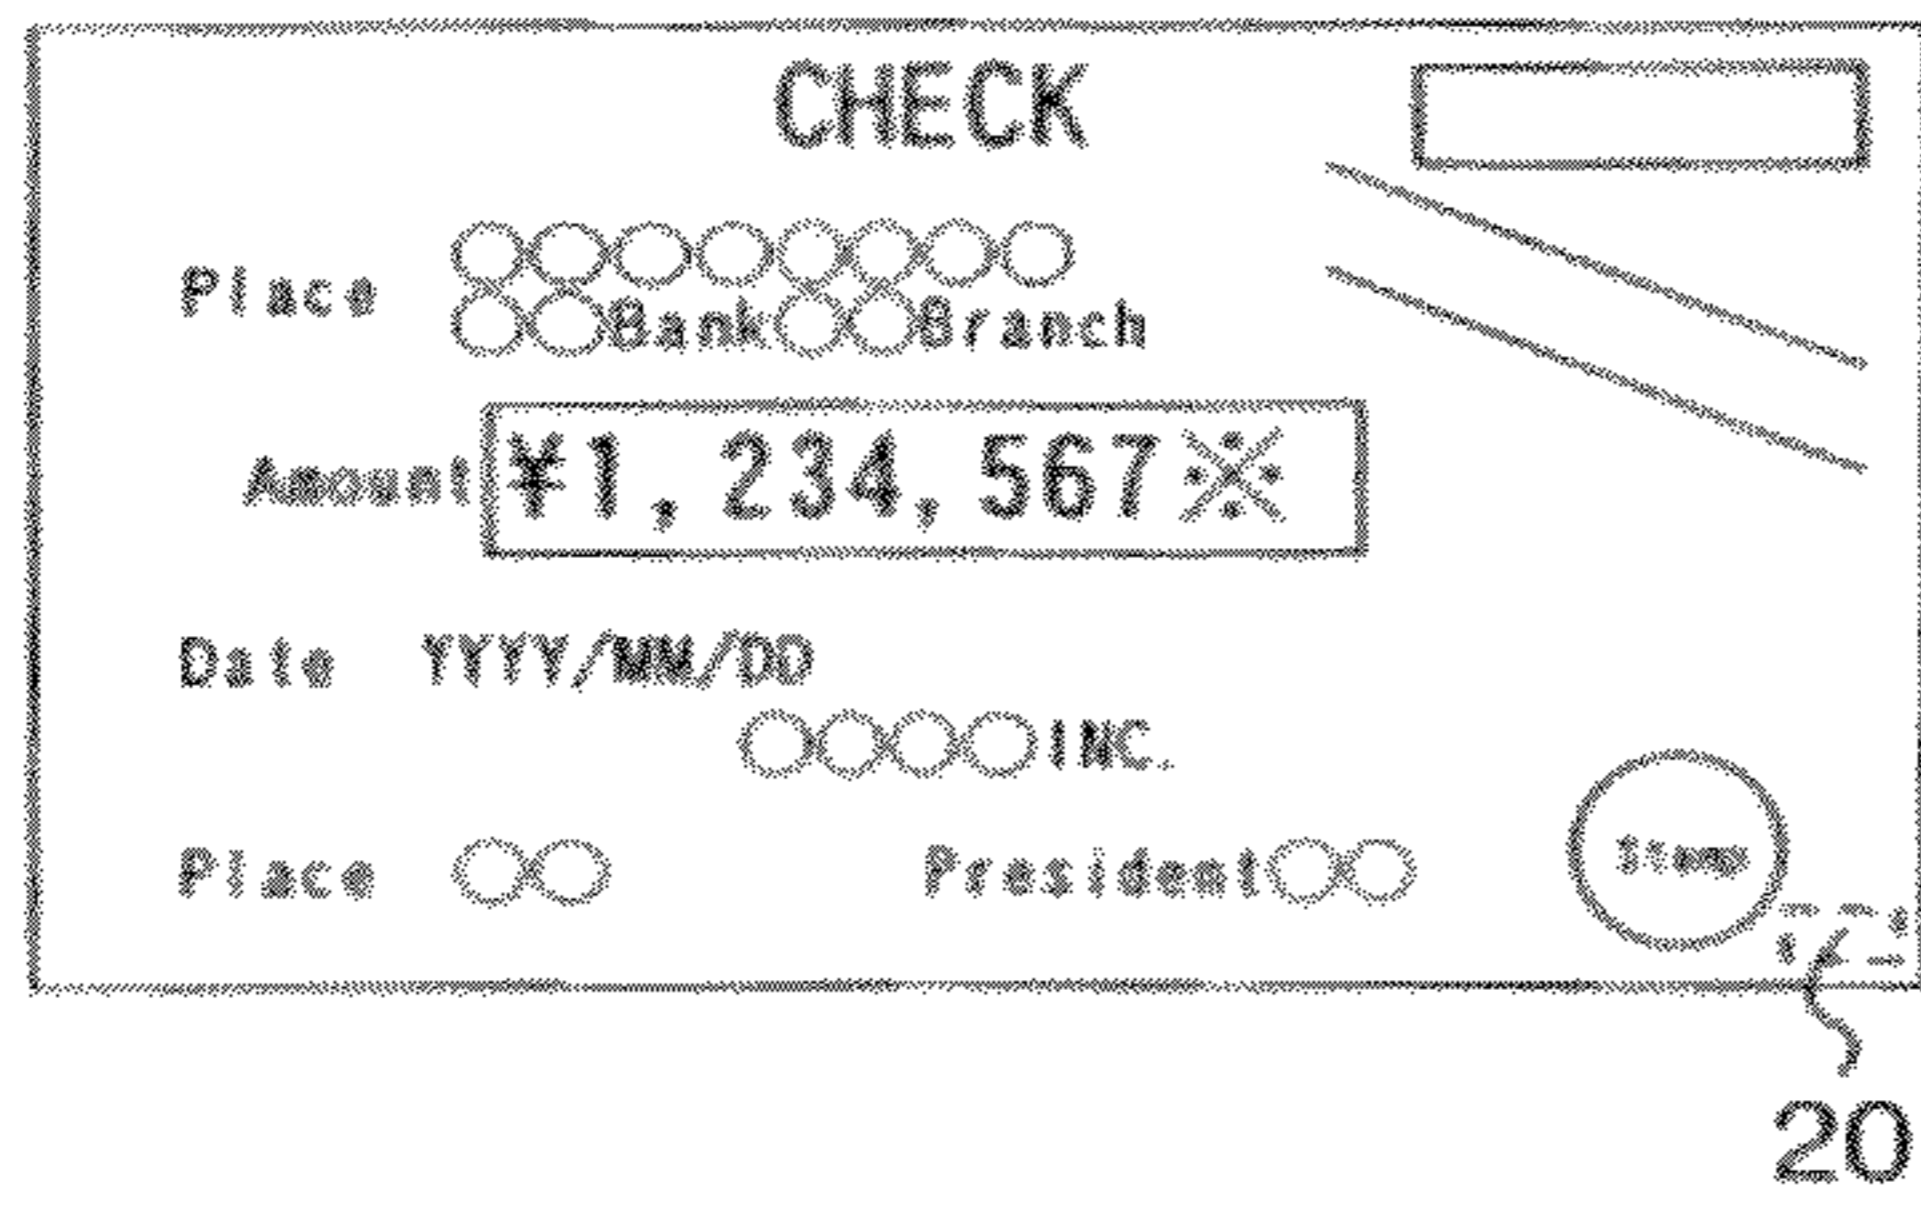 CHECK
Place ○○○○○○○○
○○Bank○○Branch
Amount ¥1,234,567※
Date YYYY/MM/DD
○○○○INC.
Place ○○ President○○ Stamp
20